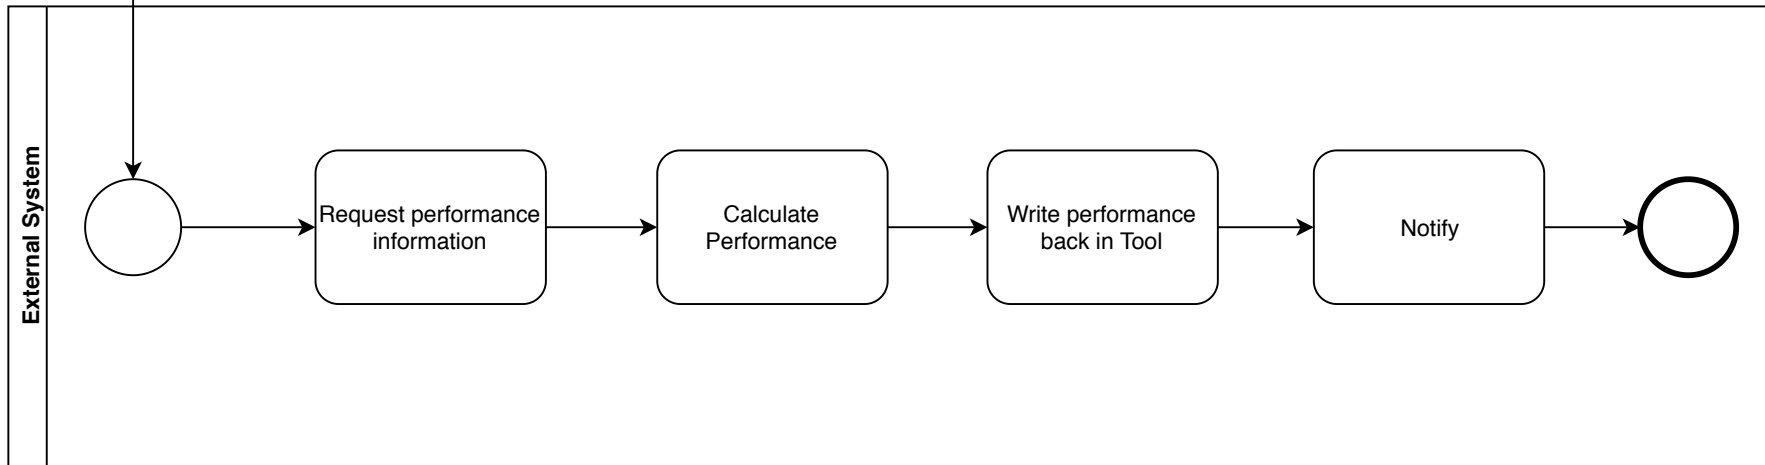 External System
Request performance
information
Calculate
Performance
Write performance
back in Tool
Notify